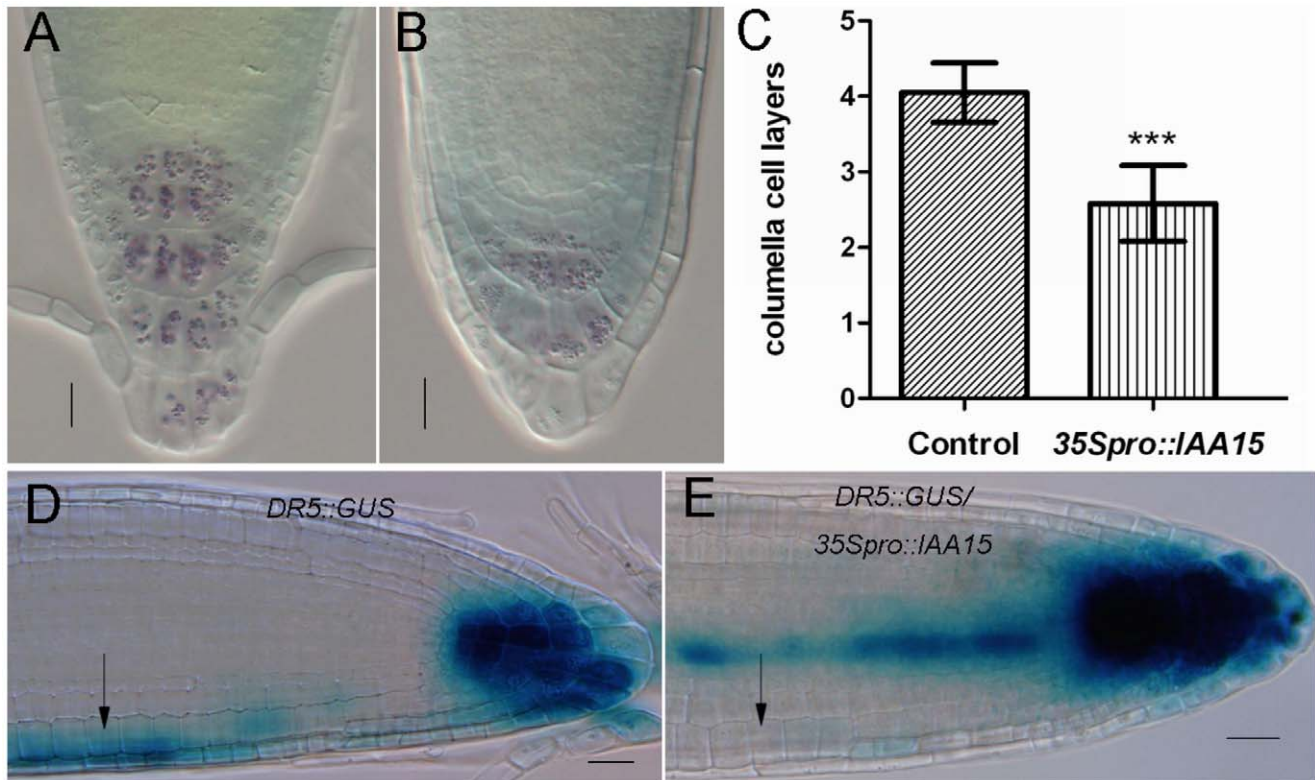 A
B
C
columella cell layers
5
4
3
2
1
0
***
Control
35Spro::IAA15
D
DR5::GUS
E
DR5::GUS/
35Spro::IAA15